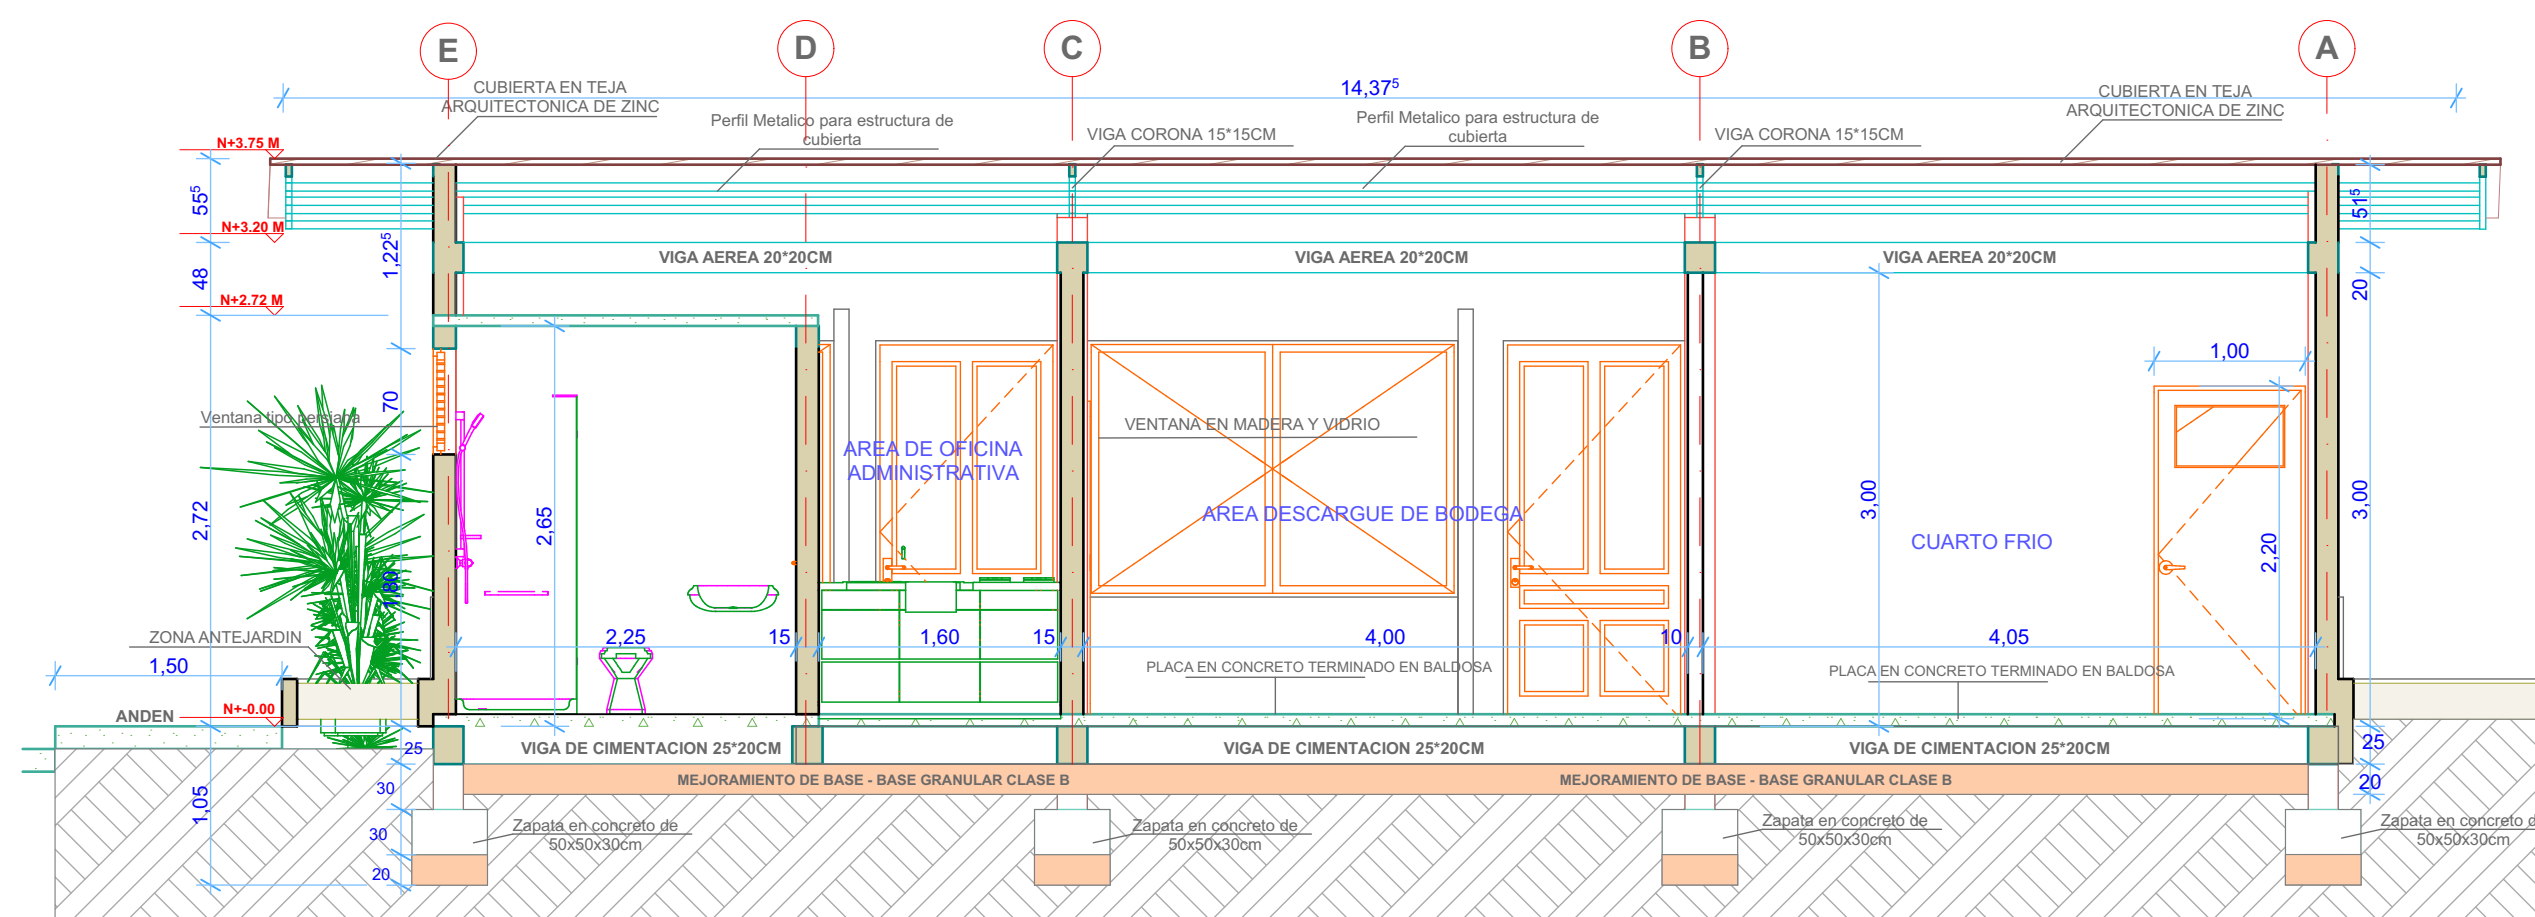 E
D
C
B
A
14,37⁵
CUBIERTA EN TEJA
ARQUITECTONICA DE ZINC
Perfil Metalico para estructura de
cubierta
VIGA CORONA 15*15CM
Perfil Metalico para estructura de
cubierta
VIGA CORONA 15*15CM
CUBIERTA EN TEJA
ARQUITECTONICA DE ZINC
N+3.75 M
55⁵
N+3.20 M
1,22⁵
51⁵
VIGA AEREA 20*20CM
VIGA AEREA 20*20CM
VIGA AEREA 20*20CM
48
20
N+2.72 M
1,00
70
Ventana tipo persiana
VENTANA EN MADERA Y VIDRIO
AREA DE OFICINA
ADMINISTRATIVA
2,72
2,65
AREA DESCARGUE DE BODEGA
3,00
CUARTO FRIO
2,20
3,00
1,80
ZONA ANTEJARDIN
1,50
2,25
15
1,60
15
4,00
10
4,05
PLACA EN CONCRETO TERMINADO EN BALDOSA
PLACA EN CONCRETO TERMINADO EN BALDOSA
N+-0.00
ANDEN
25
VIGA DE CIMENTACION 25*20CM
VIGA DE CIMENTACION 25*20CM
VIGA DE CIMENTACION 25*20CM
25
MEJORAMIENTO DE BASE - BASE GRANULAR CLASE B
MEJORAMIENTO DE BASE - BASE GRANULAR CLASE B
20
30
1,05
30
20
Zapata en concreto de
50x50x30cm
Zapata en concreto de
50x50x30cm
Zapata en concreto de
50x50x30cm
Zapata en concreto d
50x50x30cm